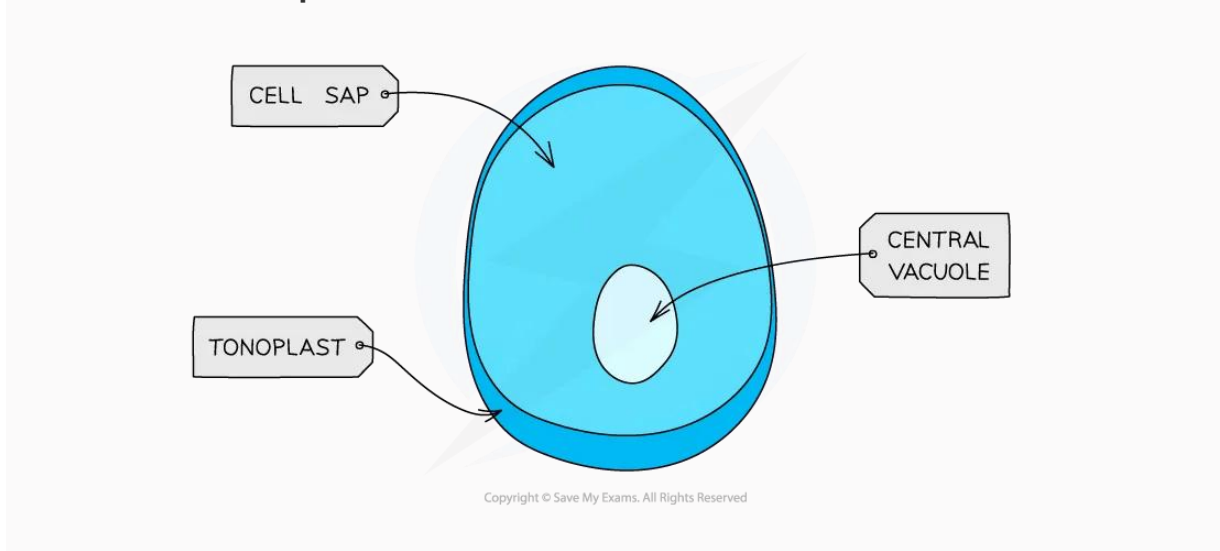 CELL SAP
CENTRAL
VACUOLE
TONOPLAST
Copyright © Save My Exams. All Rights Reserved